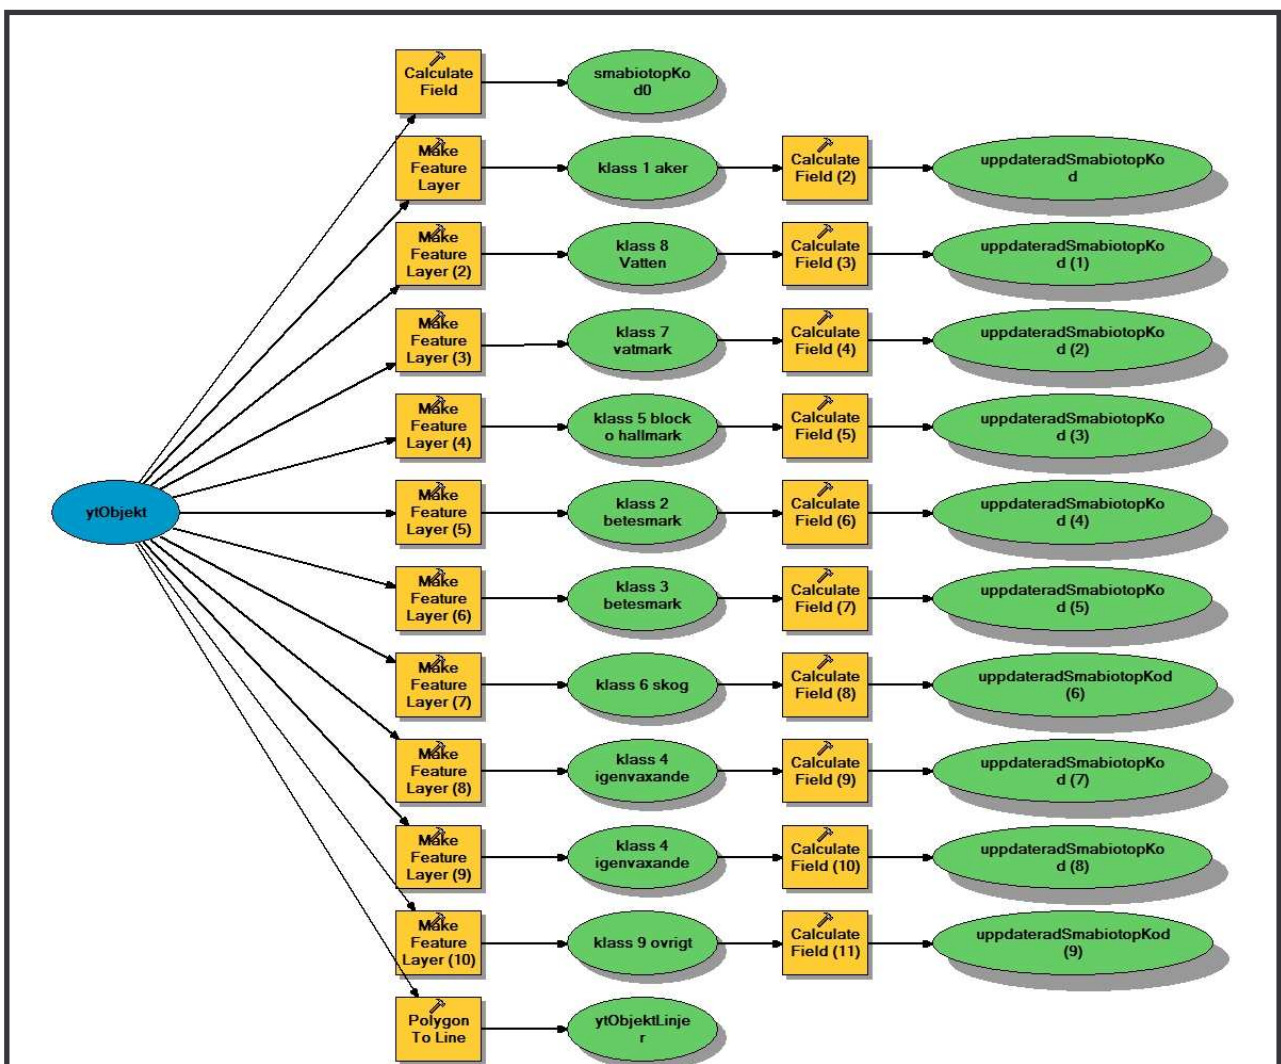 Calculate
Field
smabiotopKo
d0
Make
Feature
Layer
klass 1 aker
Calculate
Field (2)
uppdateradSmabiotopKo
d
Make
Feature
Layer (2)
klass 8
Vatten
Calculate
Field (3)
uppdateradSmabiotopKo
d (1)
Make
Feature
Layer (3)
klass 7
vatmark
Calculate
Field (4)
uppdateradSmabiotopKo
d (2)
Make
Feature
Layer (4)
klass 5 block
o hallmark
Calculate
Field (5)
uppdateradSmabiotopKo
d (3)
ytObjekt
Make
Feature
Layer (5)
klass 2
betesmark
Calculate
Field (6)
uppdateradSmabiotopKo
d (4)
Make
Feature
Layer (6)
klass 3
betesmark
Calculate
Field (7)
uppdateradSmabiotopKo
d (5)
Make
Feature
Layer (7)
klass 6 skog
Calculate
Field (8)
uppdateradSmabiotopKod
(6)
Make
Feature
Layer (8)
klass 4
igenvaxande
Calculate
Field (9)
uppdateradSmabiotopKo
d (7)
Make
Feature
Layer (9)
klass 4
igenvaxande
Calculate
Field (10)
uppdateradSmabiotopKo
d (8)
Make
Feature
Layer (10)
klass 9 ovrigt
Calculate
Field (11)
uppdateradSmabiotopKod
(9)
Polygon
To Line
ytObjektLinje
r